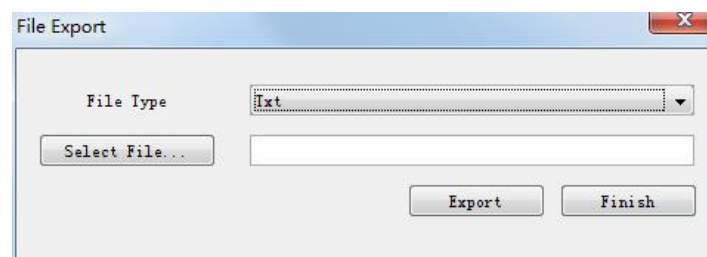 File Export
File Type
Txt
Select File...
Export
Finish